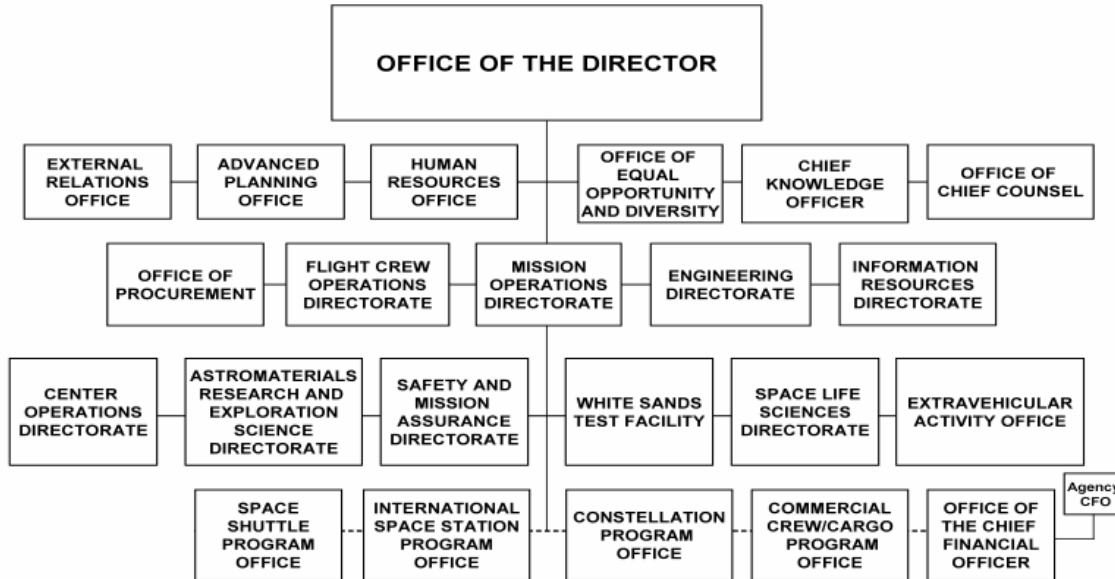 OFFICE OF THE DIRECTOR
EXTERNAL
RELATIONS
OFFICE
ADVANCED
PLANNING
OFFICE
HUMAN
RESOURCES
OFFICE
OFFICE OF
EQUAL
OPPORTUNITY
AND DIVERSITY
CHIEF
KNOWLEDGE
OFFICER
OFFICE OF
CHIEF COUNSEL
OFFICE OF
PROCUREMENT
FLIGHT CREW
OPERATIONS
DIRECTORATE
MISSION
OPERATIONS
DIRECTORATE
ENGINEERING
DIRECTORATE
INFORMATION
RESOURCES
DIRECTORATE
CENTER
OPERATIONS
DIRECTORATE
ASTROMATERIALS
RESEARCH AND
EXPLORATION
SCIENCE
DIRECTORATE
SAFETY AND
MISSION
ASSURANCE
DIRECTORATE
WHITE SANDS
TEST FACILITY
SPACE LIFE
SCIENCES
DIRECTORATE
EXTRAVEHICULAR
ACTIVITY OFFICE
SPACE
SHUTTLE
PROGRAM
OFFICE
INTERNATIONAL
SPACE STATION
PROGRAM
OFFICE
CONSTELLATION
PROGRAM
OFFICE
COMMERCIAL
CREW/CARGO
PROGRAM
OFFICE
OFFICE OF
THE CHIEF
FINANCIAL
OFFICER
Agency
CFO